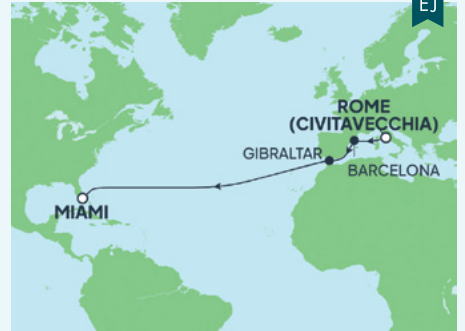 EJ
ROME
(CIVITAVECCHIA)
GIBRALTAR
BARCELONA
MIAMI